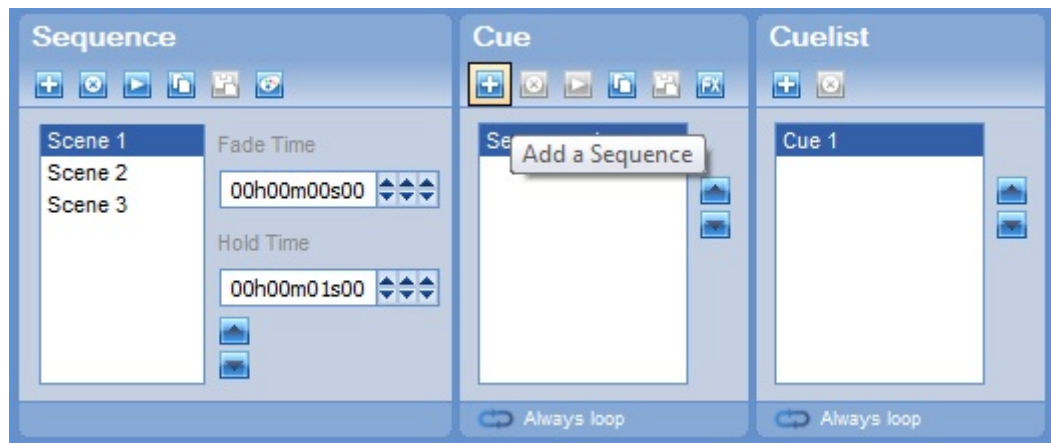 Sequence
Scene 1
Scene 2
Scene 3
Fade Time
00h00m00s00
Hold Time
00h00m01s00
Cue
FX
Add a Sequence
Always loop
Cuelist
Cue 1
Always loop